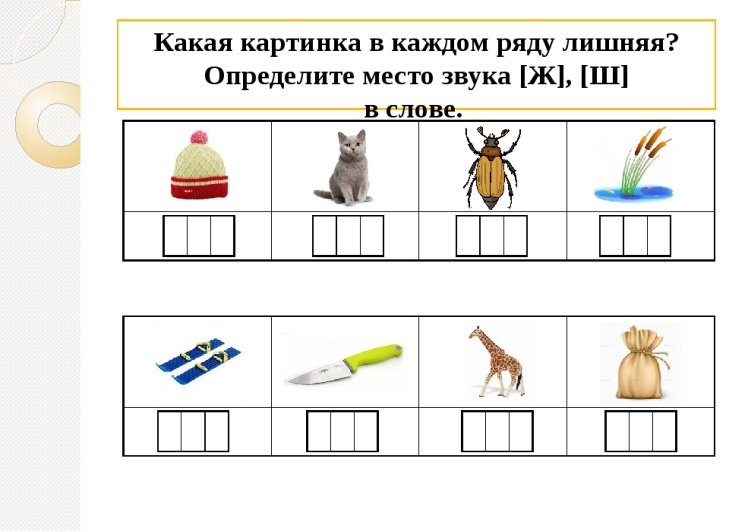 Какая картинка в каждом ряду лишняя?
Определите место звука [Ж], [Ш]
в слове.